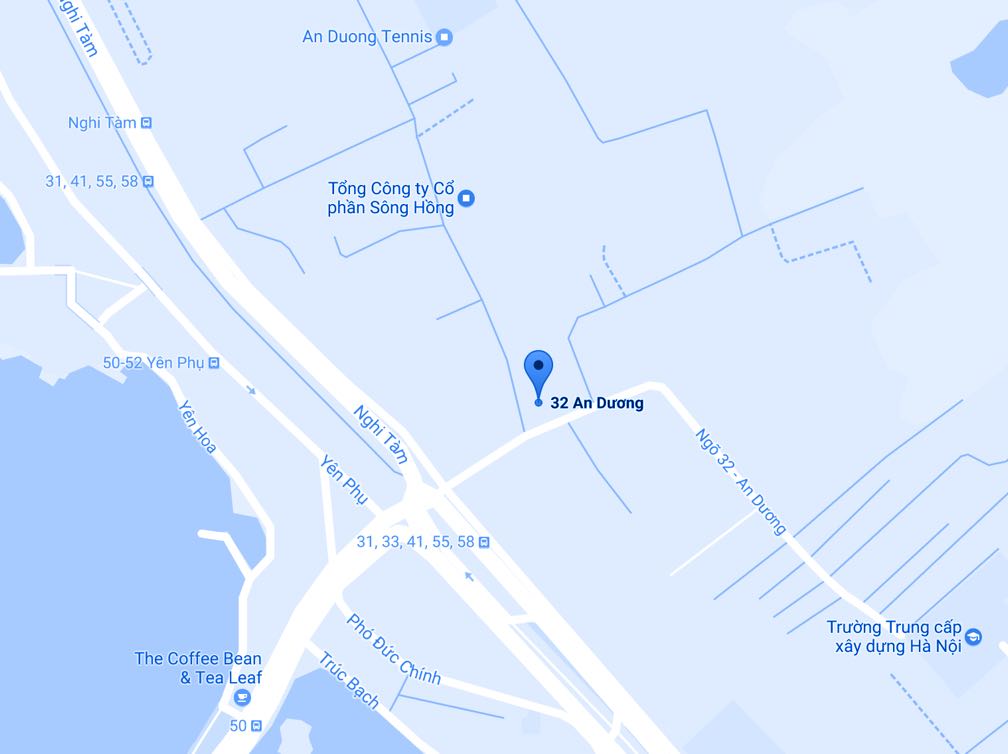 Nghi Tàm
An Duong Tennis
Nghi Tàm
31, 41, 55, 58
Tổng Công ty Cổ
phần Sông Hồng
50-52 Yên Phụ
32 An Dương
Yên Hoa
Nghi Tàm
Ngõ 32 - An Dương
Yên Phụ
31, 33, 41, 55, 58
Phó Đức Chính
Trường Trung cấp
xây dựng Hà Nội
The Coffee Bean
& Tea Leaf
Trúc Bạch
50